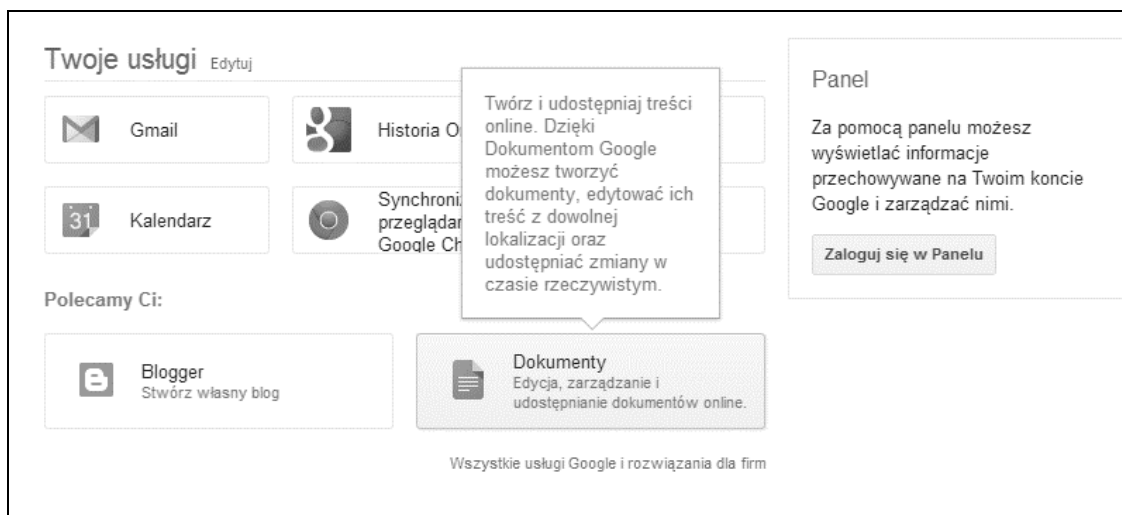 Twoje usługi Edytuj
Gmail
Historia O
31
Kalendarz
Synchroni
przeglądar
Google Ch
Twórz i udostępniaj treści
online. Dzięki
Dokumentom Google
możesz tworzyć
dokumenty, edytować ich
treść z dowolnej
lokalizacji oraz
udostępniać zmiany w
czasie rzeczywistym.
Polecamy Ci:
Blogger
Stwórz własny blog
Dokumenty
Edycja, zarządzanie i
udostępnianie dokumentów online.
Wszystkie usługi Google i rozwiązania dla firm
Panel
Za pomocą panelu możesz
wyświetlać informacje
przechowywane na Twoim koncie
Google i zarządzać nimi.
Zaloguj się w Panelu